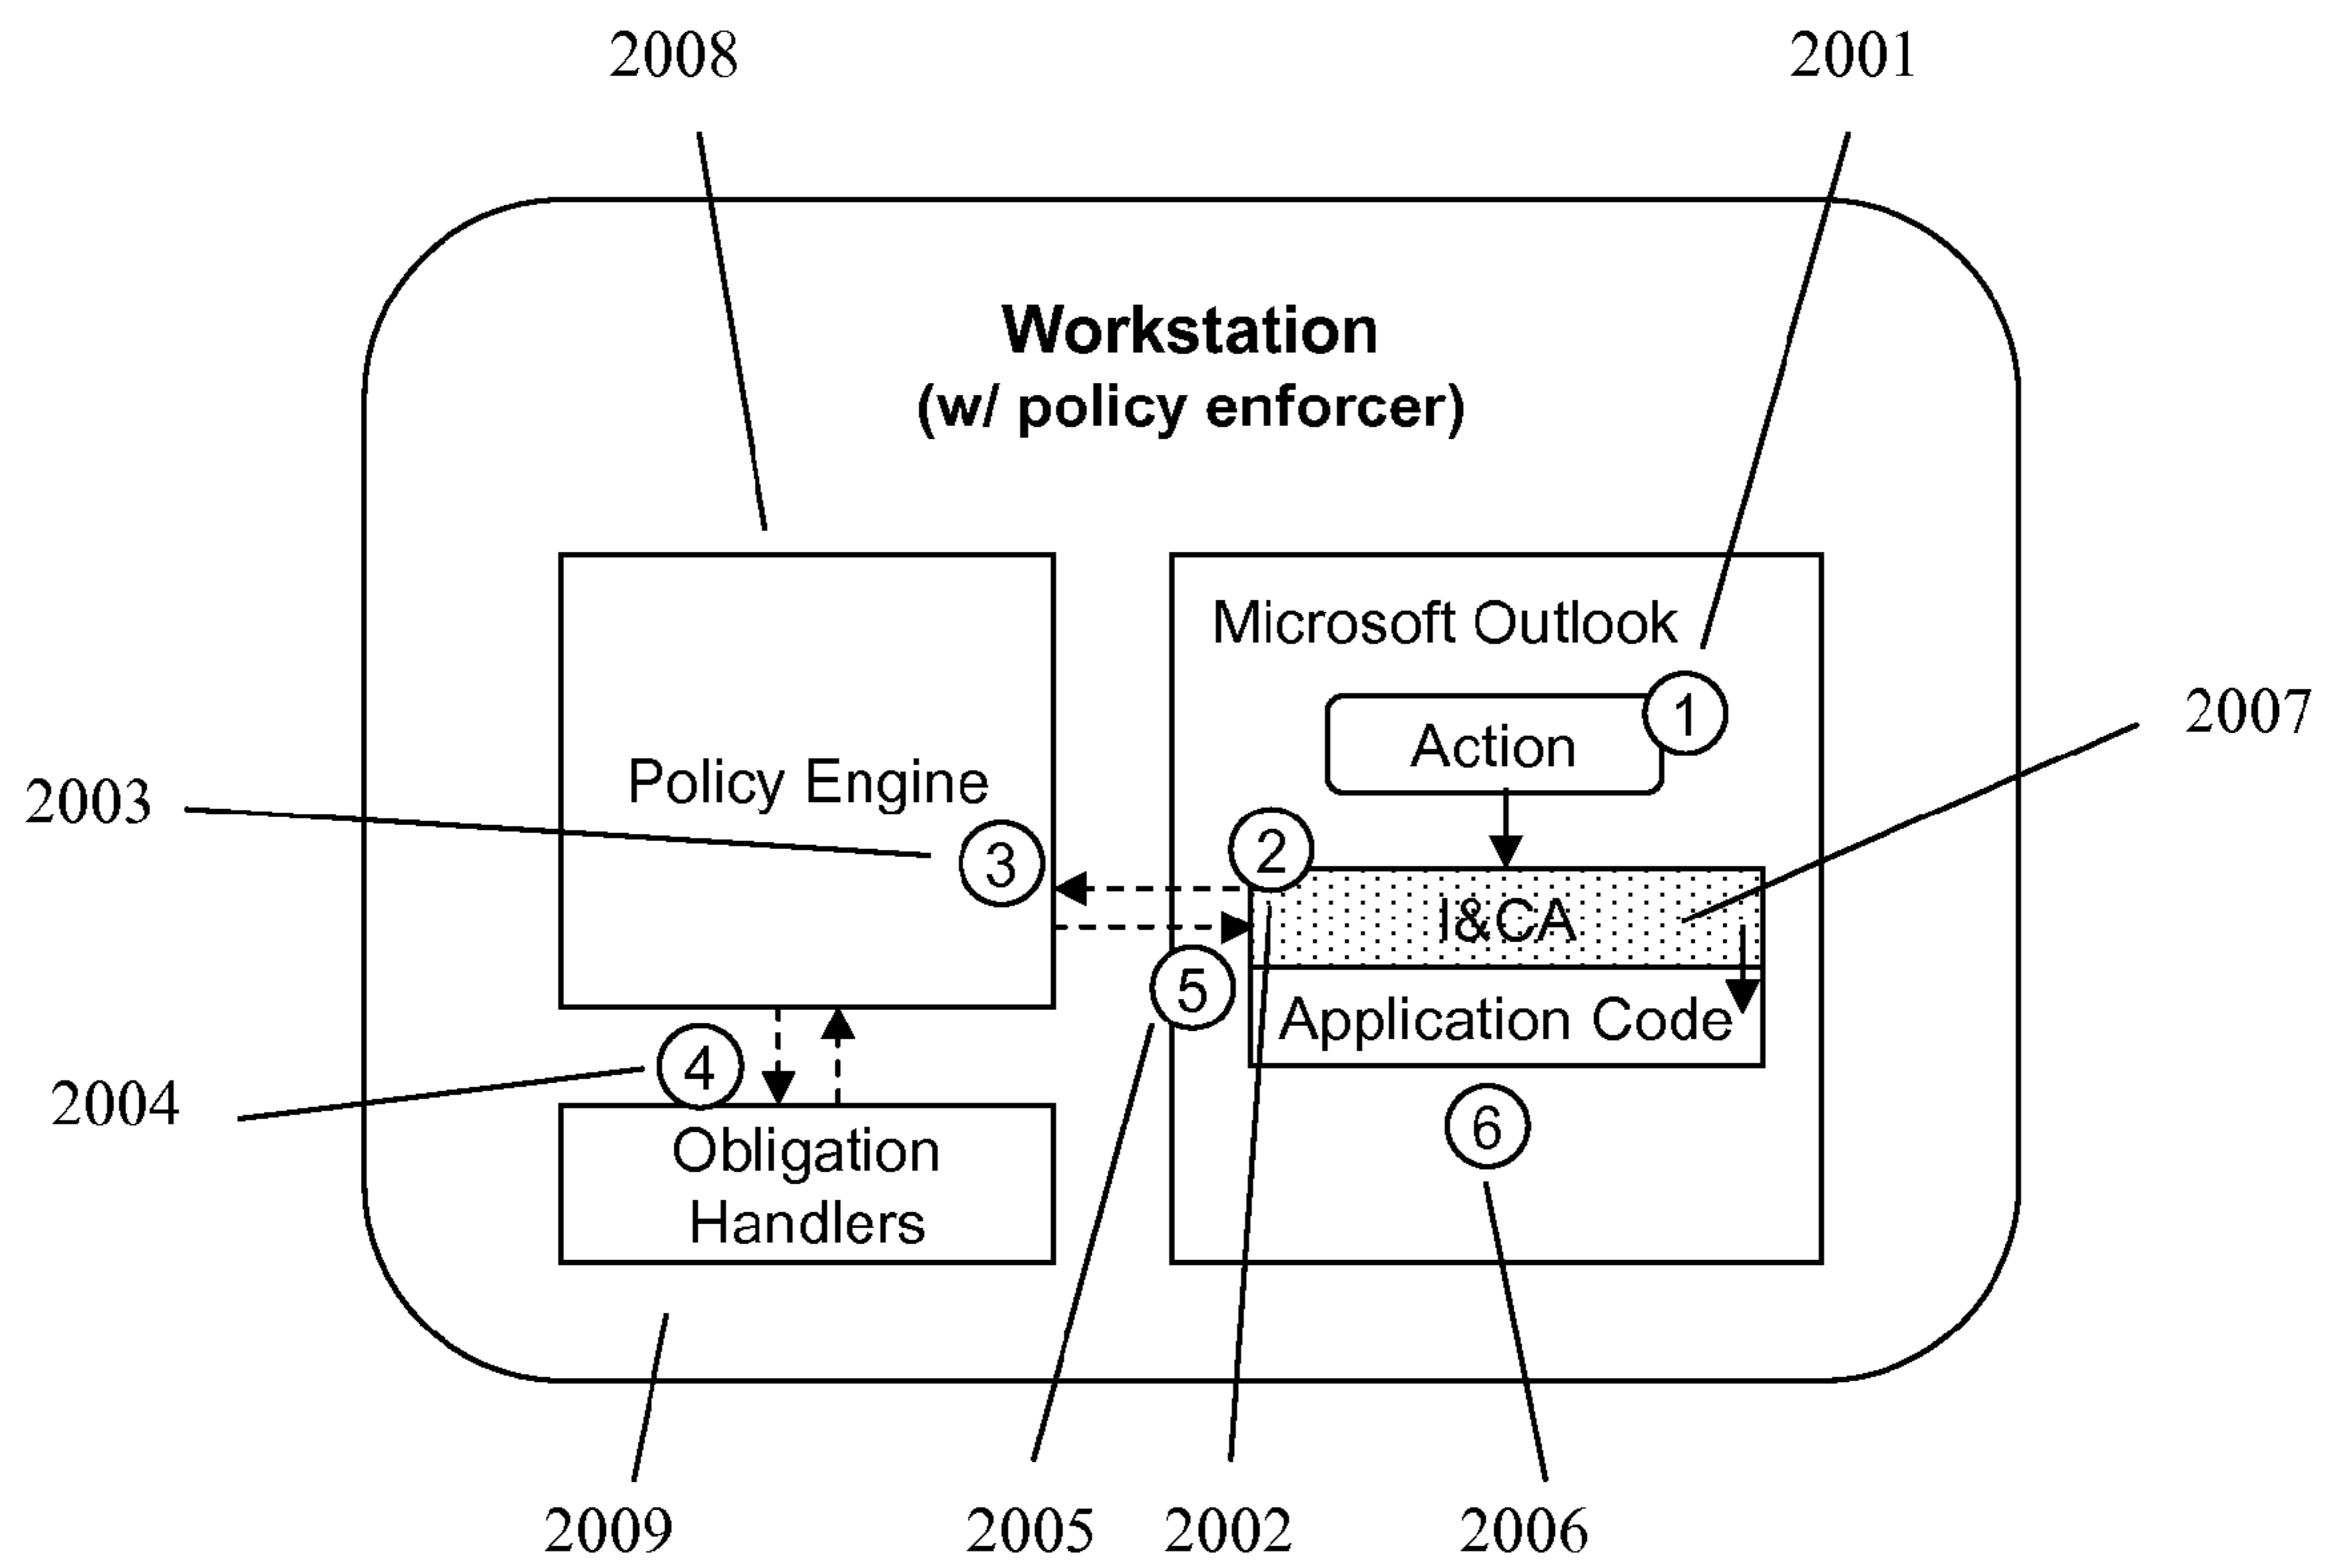 2008
2001
Workstation
(w/ policy enforcer)
Microsoft Outlook
1
Action
2007
Policy Engine
2003
3
2
I&CA
5
Application Code
4
2004
6
Obligation
Handlers
2009
2005
2002
2006